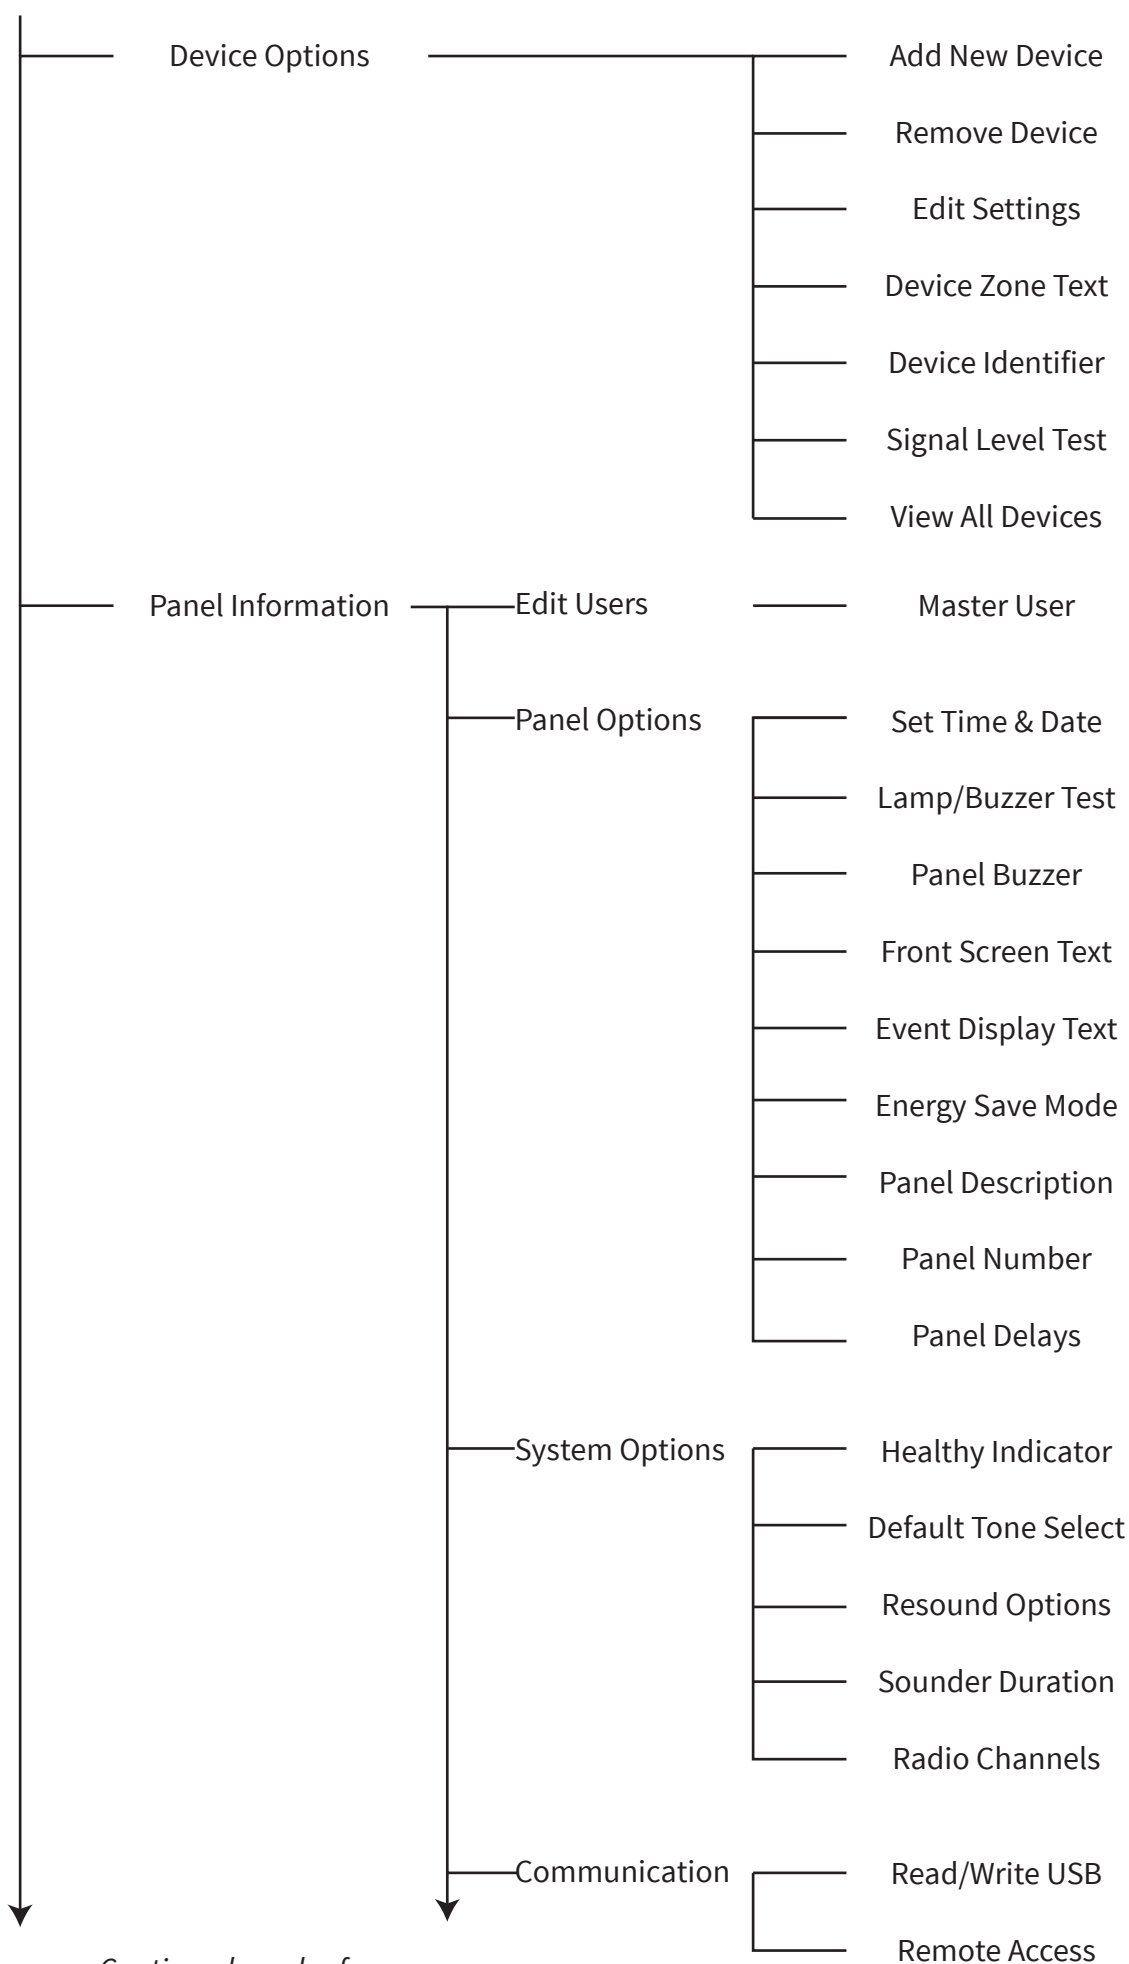 Device Options
Add New Device
Remove Device
Edit Settings
Device Zone Text
Device Identifier
Signal Level Test
View All Devices
Panel Information
Edit Users
Master User
Panel Options
Set Time & Date
Lamp/Buzzer Test
Panel Buzzer
Front Screen Text
Event Display Text
Energy Save Mode
Panel Description
Panel Number
Panel Delays
System Options
Healthy Indicator
Default Tone Select
Resound Options
Sounder Duration
Radio Channels
Communication
Read/Write USB
Remote Access